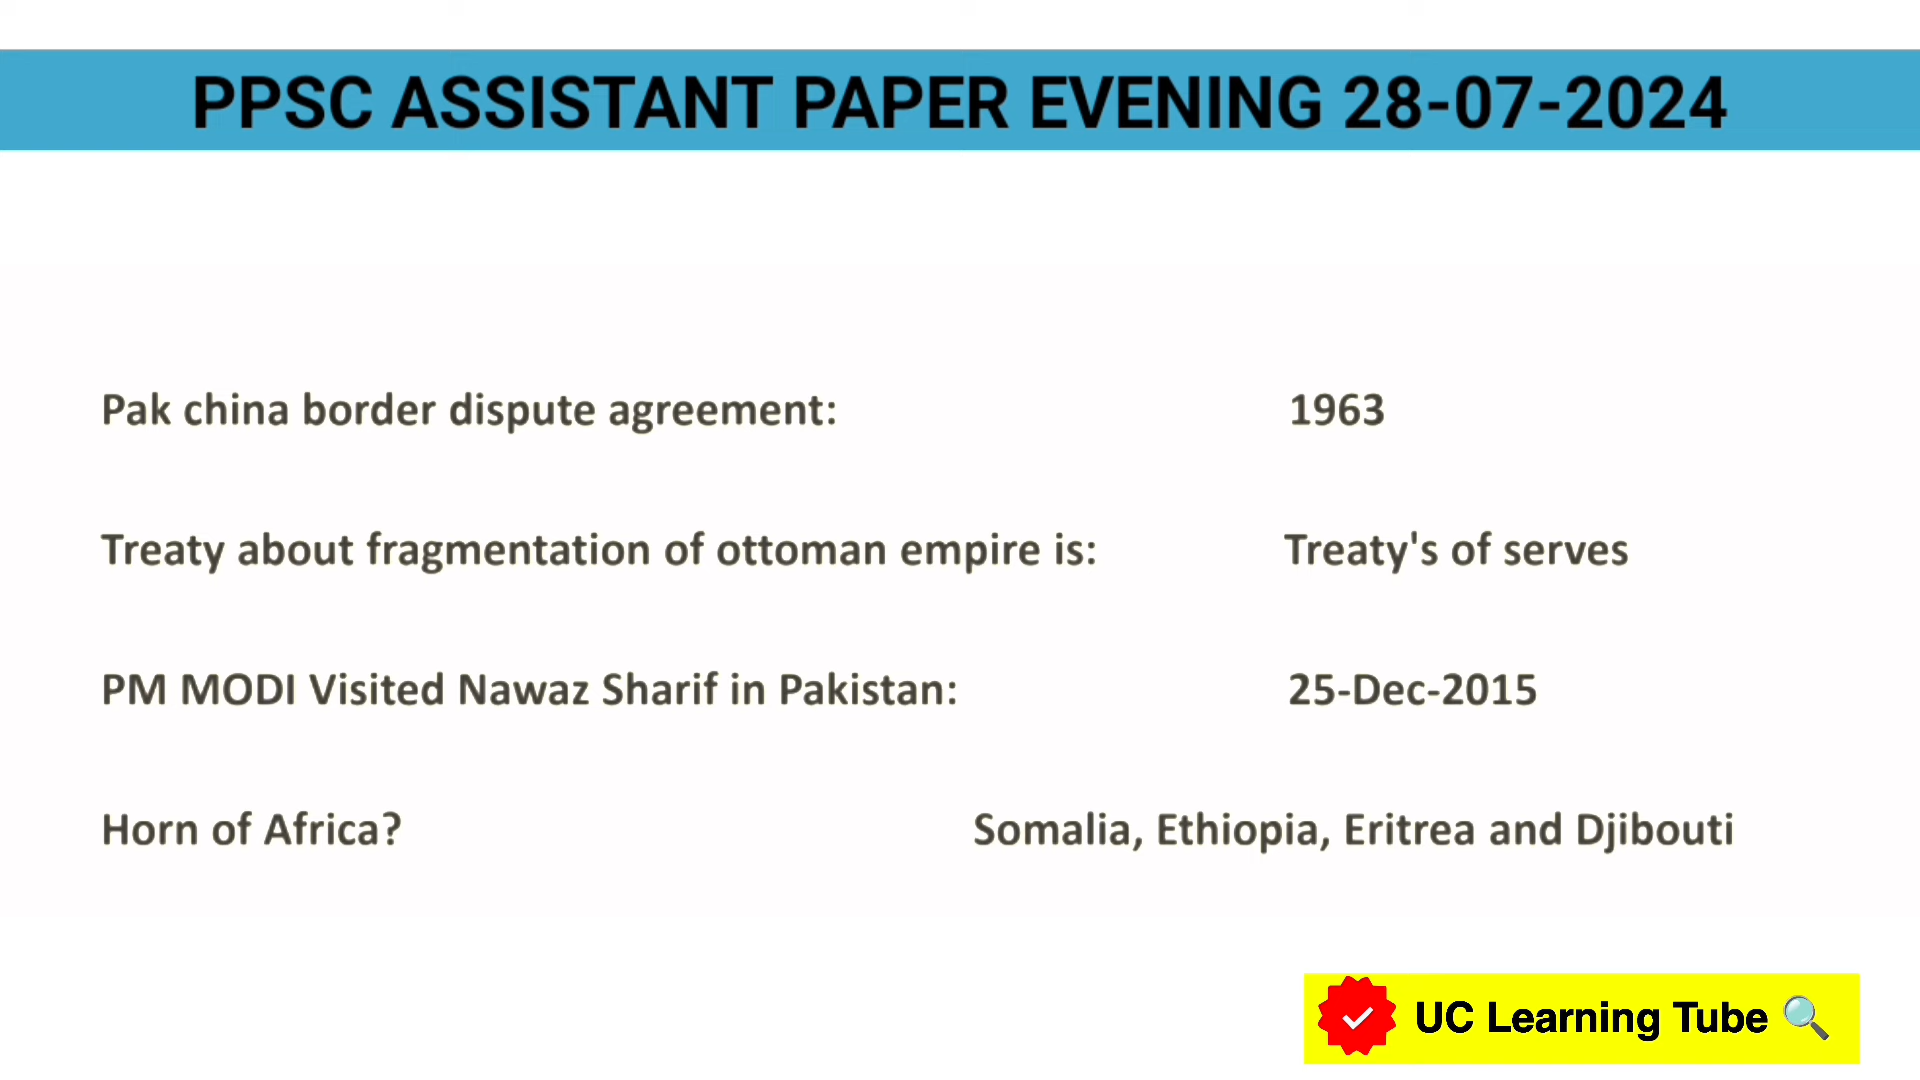 PPSC ASSISTANT PAPER EVENING 28-07-2024
Pak china border dispute agreement: 1963
Treaty about fragmentation of ottoman empire is: Treaty's of serves
PM MODI Visited Nawaz Sharif in Pakistan: 25-Dec-2015
Horn of Africa? Somalia, Ethiopia, Eritrea and Djibouti
UC Learning Tube